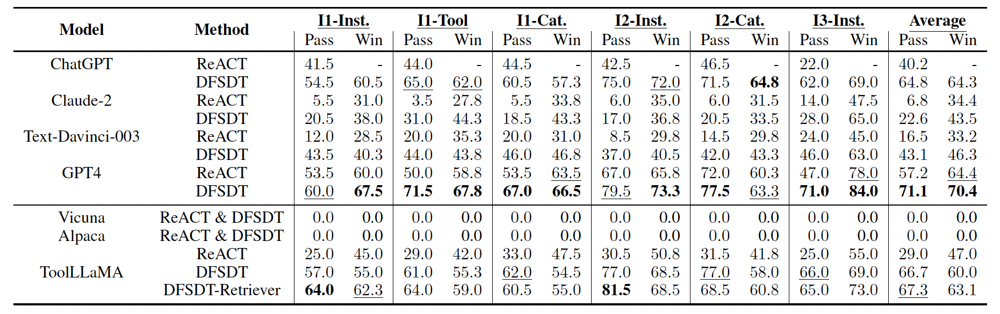 Model Method I1-Inst. I1-Tool I1-Cat. I2-Inst. I2-Cat. I3-Inst. Average
Pass Win Pass Win Pass Win Pass Win Pass Win Pass Win Pass Win
ChatGPT ReACT 41.5 - 44.0 - 44.5 - 42.5 - 46.5 - 22.0 - 40.2 -
DFSDT 54.5 60.5 65.0 62.0 60.5 57.3 75.0 72.0 71.5 64.8 62.0 69.0 64.8 64.3
Claude-2 ReACT 5.5 31.0 3.5 27.8 5.5 33.8 6.0 35.0 6.0 31.5 14.0 47.5 6.8 34.4
DFSDT 20.5 38.0 31.0 44.3 18.5 43.3 17.0 36.8 20.5 33.5 28.0 65.0 22.6 43.5
Text-Davinci-003 ReACT 12.0 28.5 20.0 35.3 20.0 31.0 8.5 29.8 14.5 29.8 24.0 45.0 16.5 33.2
DFSDT 43.5 40.3 44.0 43.8 46.0 46.8 37.0 40.5 42.0 43.3 46.0 63.0 43.1 46.3
GPT4 ReACT 53.5 60.0 50.0 58.8 53.5 63.5 67.0 65.8 72.0 60.3 47.0 78.0 57.2 64.4
DFSDT 60.0 67.5 71.5 67.8 67.0 66.5 79.5 73.3 77.5 63.3 71.0 84.0 71.1 70.4
Vicuna ReACT & DFSDT 0.0 0.0 0.0 0.0 0.0 0.0 0.0 0.0 0.0 0.0 0.0 0.0 0.0 0.0
Alpaca ReACT & DFSDT 0.0 0.0 0.0 0.0 0.0 0.0 0.0 0.0 0.0 0.0 0.0 0.0 0.0 0.0
ReACT 25.0 45.0 29.0 42.0 33.0 47.5 30.5 50.8 31.5 41.8 25.0 55.0 29.0 47.0
ToolLLaMA DFSDT 57.0 55.0 61.0 55.3 62.0 54.5 77.0 68.5 77.0 58.0 66.0 69.0 66.7 60.0
DFSDT-Retriever 64.0 62.3 64.0 59.0 60.5 55.0 81.5 68.5 68.5 60.8 65.0 73.0 67.3 63.1